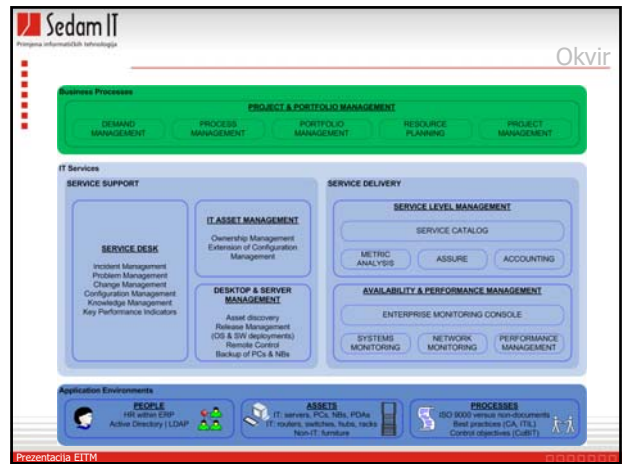 Sedam IT
Primjena informatičkih tehnologija
Okvir
Business Processes
PROJECT & PORTFOLIO MANAGEMENT
DEMAND MANAGEMENT
PROCESS MANAGEMENT
PORTFOLIO MANAGEMENT
RESOURCE PLANNING
PROJECT MANAGEMENT
IT Services
SERVICE SUPPORT
SERVICE DESK
Incident Management
Problem Management
Change Management
Configuration Management
Knowledge Management
Key Performance Indicators
IT ASSET MANAGEMENT
Ownership Management
Extension of Configuration
Management
DESKTOP & SERVER
MANAGEMENT
Asset discovery
Release Management
(OS & SW deployments)
Remote Control
Backup of PCs & NBs
SERVICE DELIVERY
SERVICE LEVEL MANAGEMENT
SERVICE CATALOG
METRIC ANALYSIS
ASSURE
ACCOUNTING
AVAILABILITY & PERFORMANCE MANAGEMENT
ENTERPRISE MONITORING CONSOLE
SYSTEMS MONITORING
NETWORK MONITORING
PERFORMANCE MANAGEMENT
Application Environments
PEOPLE
HR within ERP
Active Directory | LDAP
ASSETS
IT: servers, PCs, NBs, PDAs
IT: routers, switches, hubs, racks
Non-IT: furniture
PROCESSES
ISO 9000 versus non-documents
Best practices (CA, ITIL)
Control objectives (CoBIT)
Prezentacija EITM